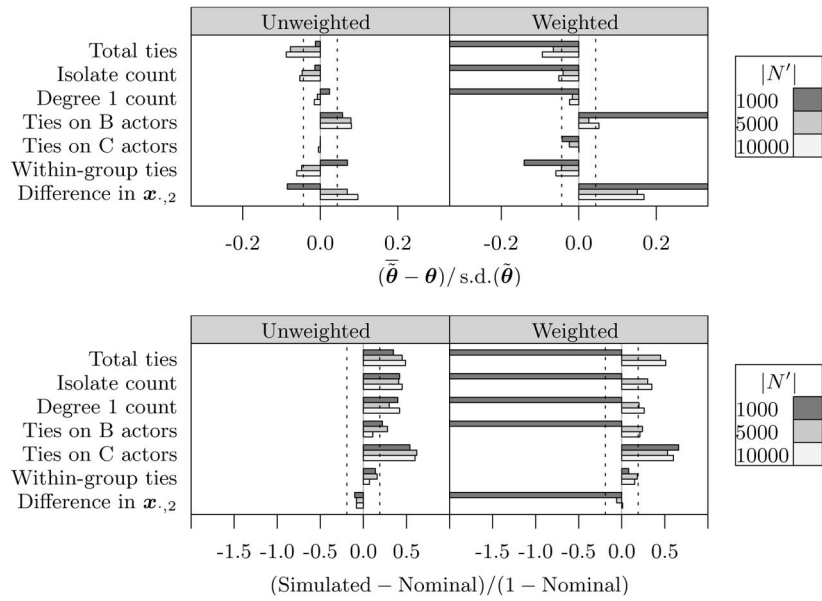 Unweighted Weighted
Total ties
Isolate count
Degree 1 count
Ties on B actors
Ties on C actors
Within-group ties
Difference in 𝒙·,2
-0.2 0.0 0.2 -0.2 0.0 0.2
(θ̃̅ − θ)/ s.d.(θ̃)
|N′|
1000
5000
10000
Unweighted Weighted
Total ties
Isolate count
Degree 1 count
Ties on B actors
Ties on C actors
Within-group ties
Difference in 𝒙·,2
-1.5 -1.0 -0.5 0.0 0.5 -1.5 -1.0 -0.5 0.0 0.5
(Simulated − Nominal)/(1 − Nominal)
|N′|
1000
5000
10000